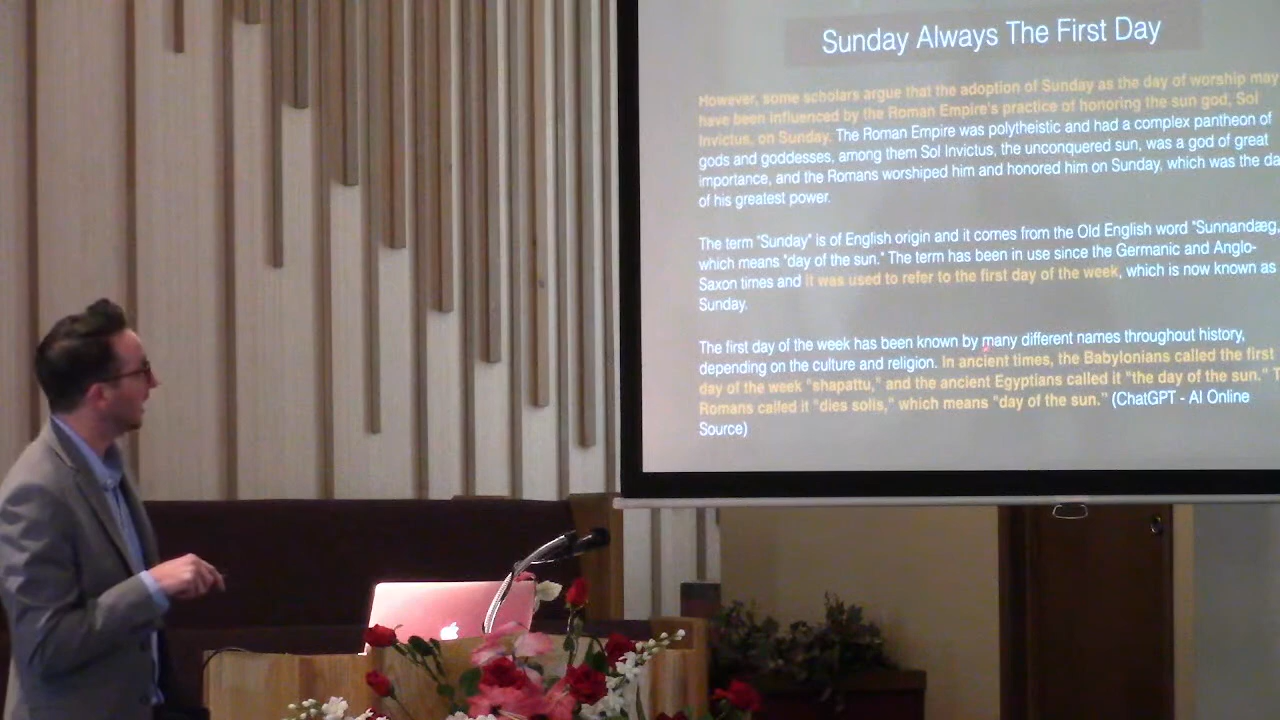 Sunday Always The First Day
However, some scholars argue that the adoption of Sunday as the day of worship may
have been influenced by the Roman Empire's practice of honoring the sun god, Sol
Invictus, on Sunday. The Roman Empire was polytheistic and had a complex pantheon of
gods and goddesses, among them Sol Invictus, the unconquered sun, was a god of great
importance, and the Romans worshiped him and honored him on Sunday, which was the da
of his greatest power.
The term "Sunday" is of English origin and it comes from the Old English word "Sunnandæg,
which means "day of the sun." The term has been in use since the Germanic and Anglo-
Saxon times and it was used to refer to the first day of the week, which is now known as
Sunday.
The first day of the week has been known by many different names throughout history,
depending on the culture and religion. In ancient times, the Babylonians called the first
day of the week "shapattu," and the ancient Egyptians called it "the day of the sun." T
Romans called it "dies solis," which means "day of the sun." (ChatGPT - AI Online
Source)